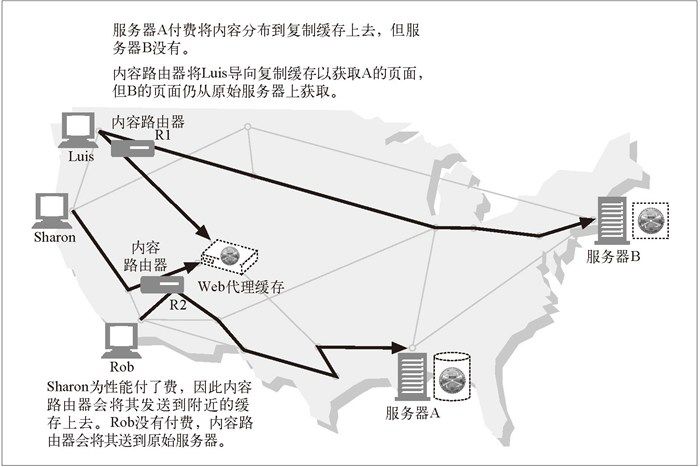 服务器A付费将内容分布到复制缓存上去，但服
务器B没有。
内容路由器将Luis导向复制缓存以获取A的页面，
但B的页面仍从原始服务器上获取。
内容路由器
R1
Luis
Sharon
内容
路由器
R2
Web代理缓存
服务器B
Rob
服务器A
Sharon为性能付了费，因此内容
路由器会将其发送到附近的缓
存上去。Rob没有付费，内容路
由器会将其送到原始服务器。